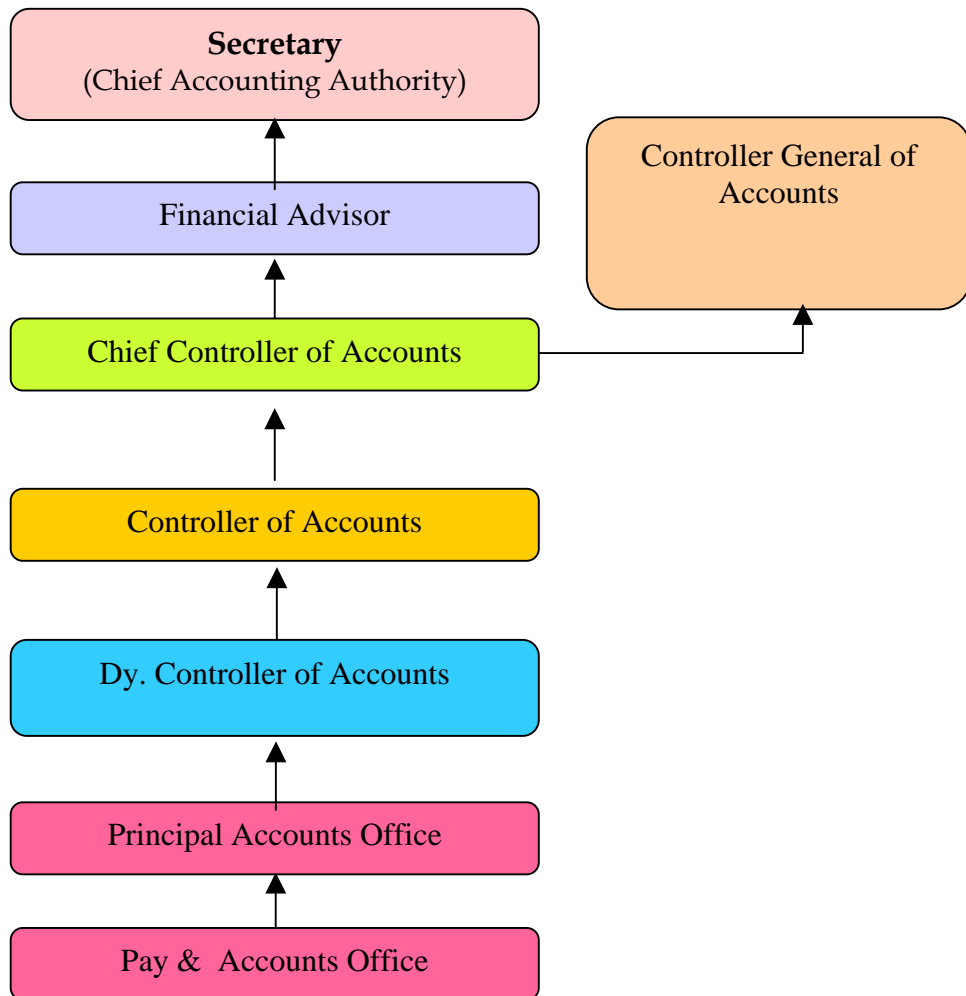 Secretary
(Chief Accounting Authority)
Controller General of
Accounts
Financial Advisor
Chief Controller of Accounts
Controller of Accounts
Dy. Controller of Accounts
Principal Accounts Office
Pay &  Accounts Office